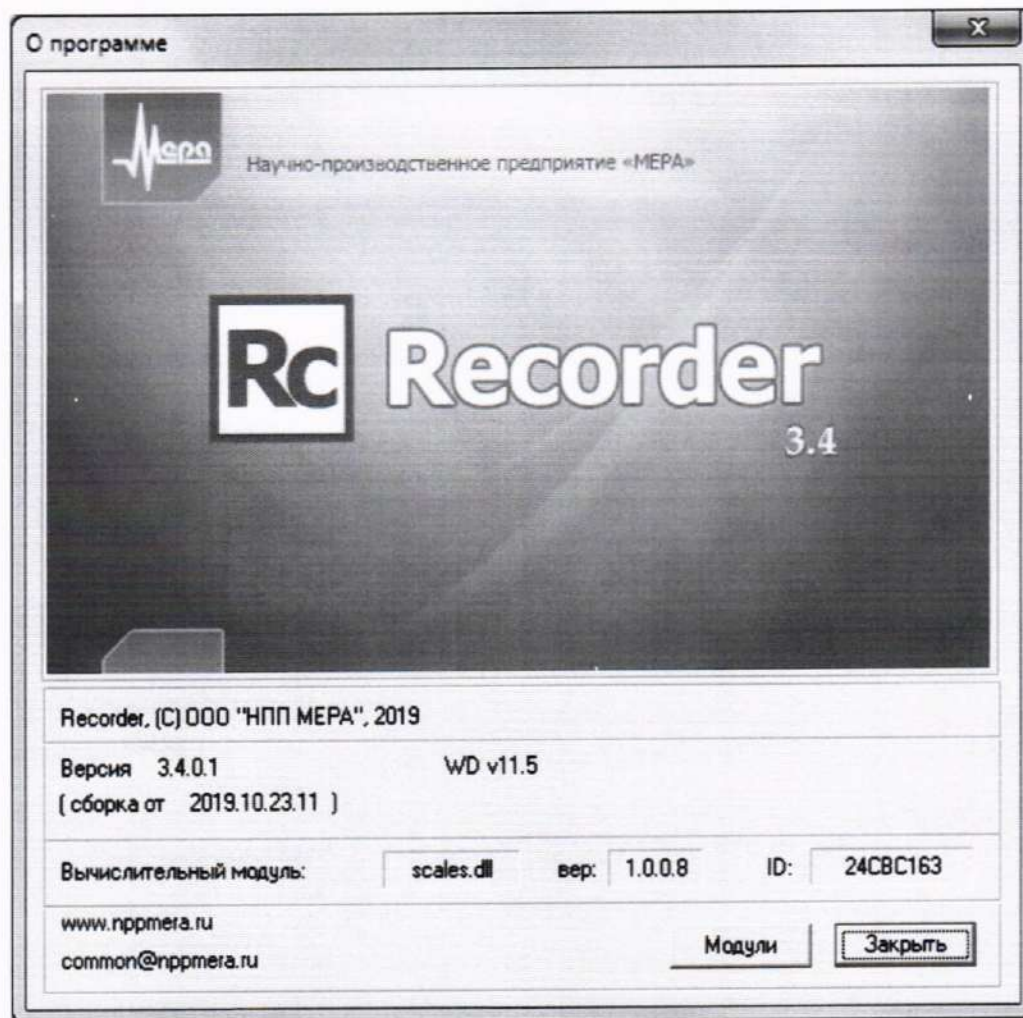 О программе
x
Мера
Научно-производственное предприятие «МЕРА»
Rc Recorder
3.4
Recorder, (C) ООО "НПП МЕРА", 2019
Версия 3.4.0.1 WD v11.5
( сборка от 2019.10.23.11 )
Вычислительный модуль: scales.dll вер: 1.0.0.8 ID: 24CBC163
www.nppmera.ru
common@nppmera.ru
Модули Закрыть